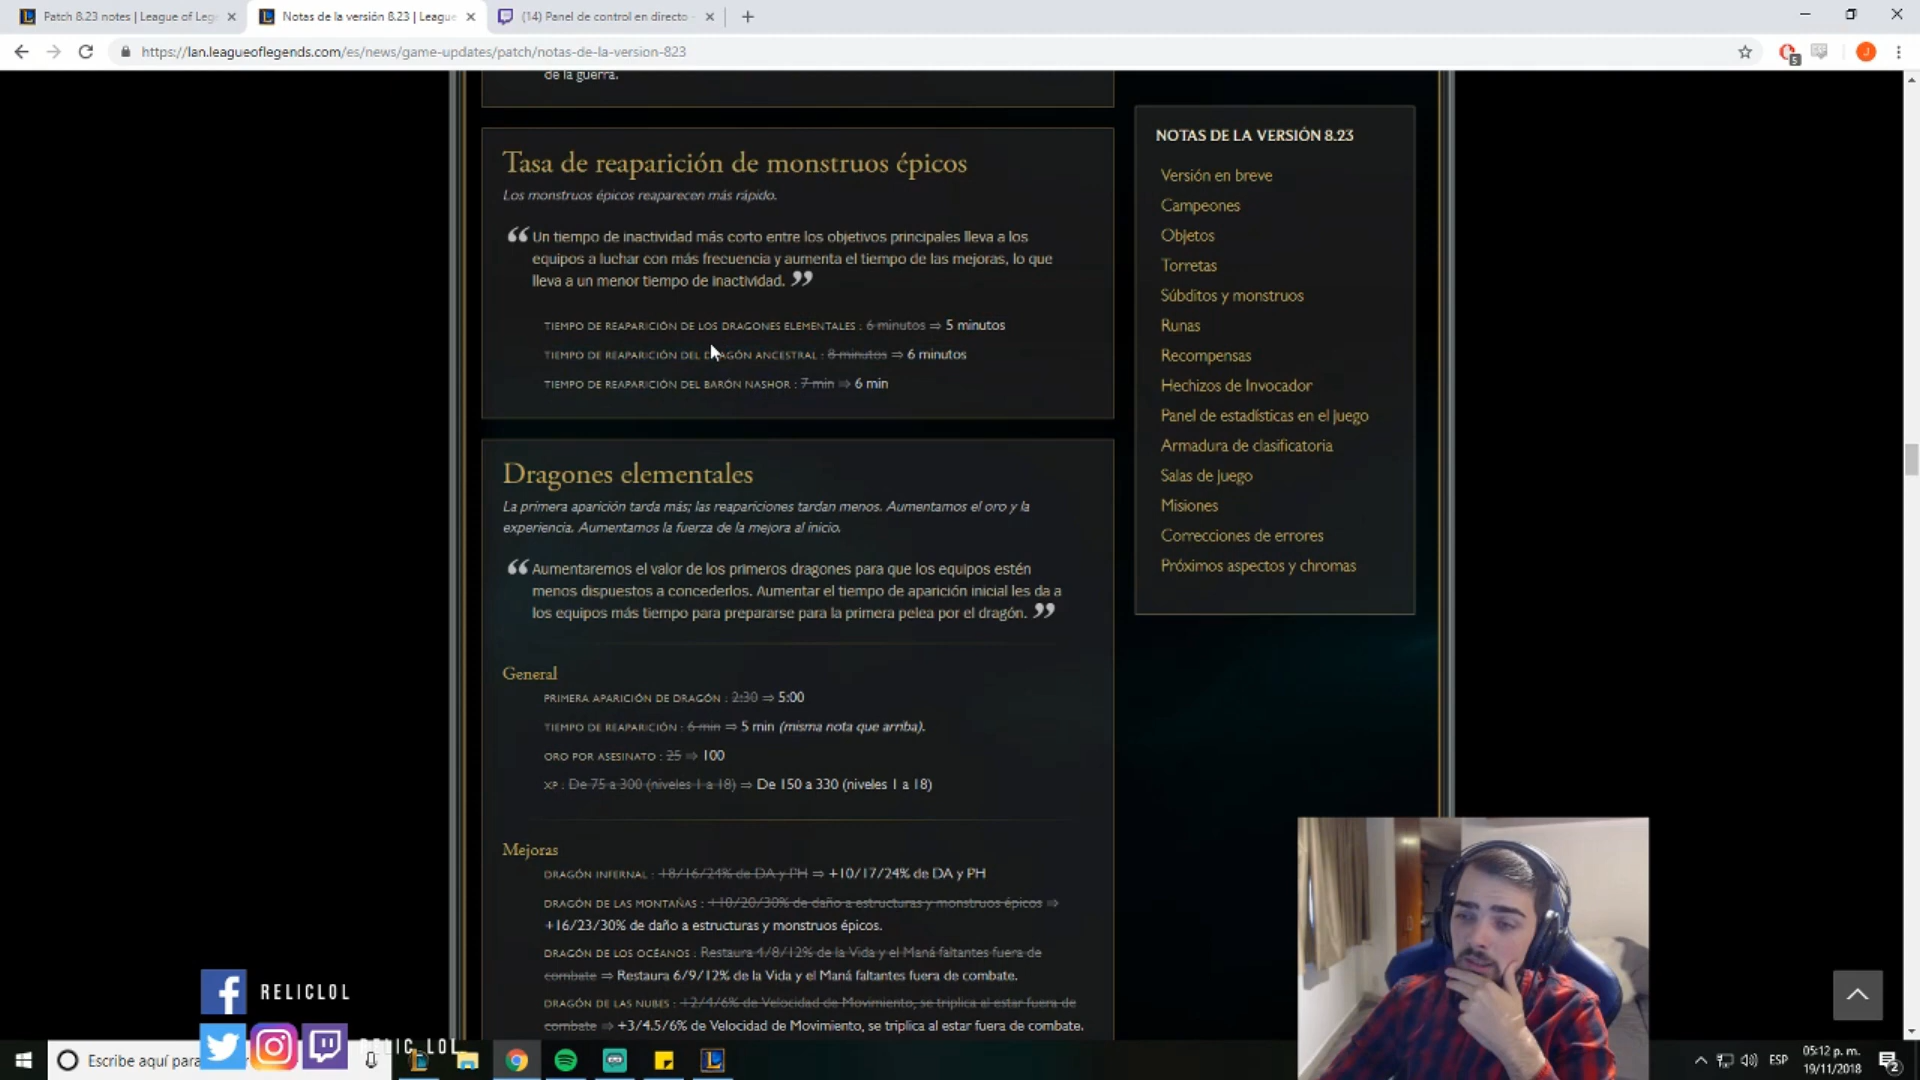 Patch 8.23 notes | League of Leg
Notas de la versión 8.23 | League
(14) Panel de control en directo
https://lan.leagueoflegends.com/es/news/game-updates/patch/notas-de-la-version-823
5
J
de la guerra.
Tasa de reaparición de monstruos épicos
Los monstruos épicos reaparecen más rápido.
“ Un tiempo de inactividad más corto entre los objetivos principales lleva a los
equipos a luchar con más frecuencia y aumenta el tiempo de las mejoras, lo que
lleva a un menor tiempo de inactividad. ”
TIEMPO DE REAPARICIÓN DE LOS DRAGONES ELEMENTALES : 6 minutos ⇒ 5 minutos
TIEMPO DE REAPARICIÓN DEL DRAGÓN ANCESTRAL : 8 minutos ⇒ 6 minutos
TIEMPO DE REAPARICIÓN DEL BARÓN NASHOR : 7 min ⇒ 6 min
Dragones elementales
La primera aparición tarda más; las reapariciones tardan menos. Aumentamos el oro y la
experiencia. Aumentamos la fuerza de la mejora al inicio.
“ Aumentaremos el valor de los primeros dragones para que los equipos estén
menos dispuestos a concederlos. Aumentar el tiempo de aparición inicial les da a
los equipos más tiempo para prepararse para la primera pelea por el dragón. ”
General
PRIMERA APARICIÓN DE DRAGÓN : 2:30 ⇒ 5:00
TIEMPO DE REAPARICIÓN : 6 min ⇒ 5 min (misma nota que arriba).
ORO POR ASESINATO : 25 ⇒ 100
XP : De 75 a 300 (niveles 1 a 18) ⇒ De 150 a 330 (niveles 1 a 18)
Mejoras
DRAGÓN INFERNAL : +8/16/24% de DA y PH ⇒ +10/17/24% de DA y PH
DRAGÓN DE LAS MONTAÑAS : +10/20/30% de daño a estructuras y monstruos épicos ⇒
+16/23/30% de daño a estructuras y monstruos épicos.
DRAGÓN DE LOS OCÉANOS : Restaura 4/8/12% de la Vida y el Maná faltantes fuera de
combate ⇒ Restaura 6/9/12% de la Vida y el Maná faltantes fuera de combate.
DRAGÓN DE LAS NUBES : +2/4/6% de Velocidad de Movimiento, se triplica al estar fuera de
combate ⇒ +3/4.5/6% de Velocidad de Movimiento, se triplica al estar fuera de combate.
NOTAS DE LA VERSIÓN 8.23
Versión en breve
Campeones
Objetos
Torretas
Súbditos y monstruos
Runas
Recompensas
Hechizos de Invocador
Panel de estadísticas en el juego
Armadura de clasificatoria
Salas de juego
Misiones
Correcciones de errores
Próximos aspectos y chromas
RELICLOL
RELIC_LOL
Escribe aquí para
ESP
05:12 p. m.
19/11/2018
2